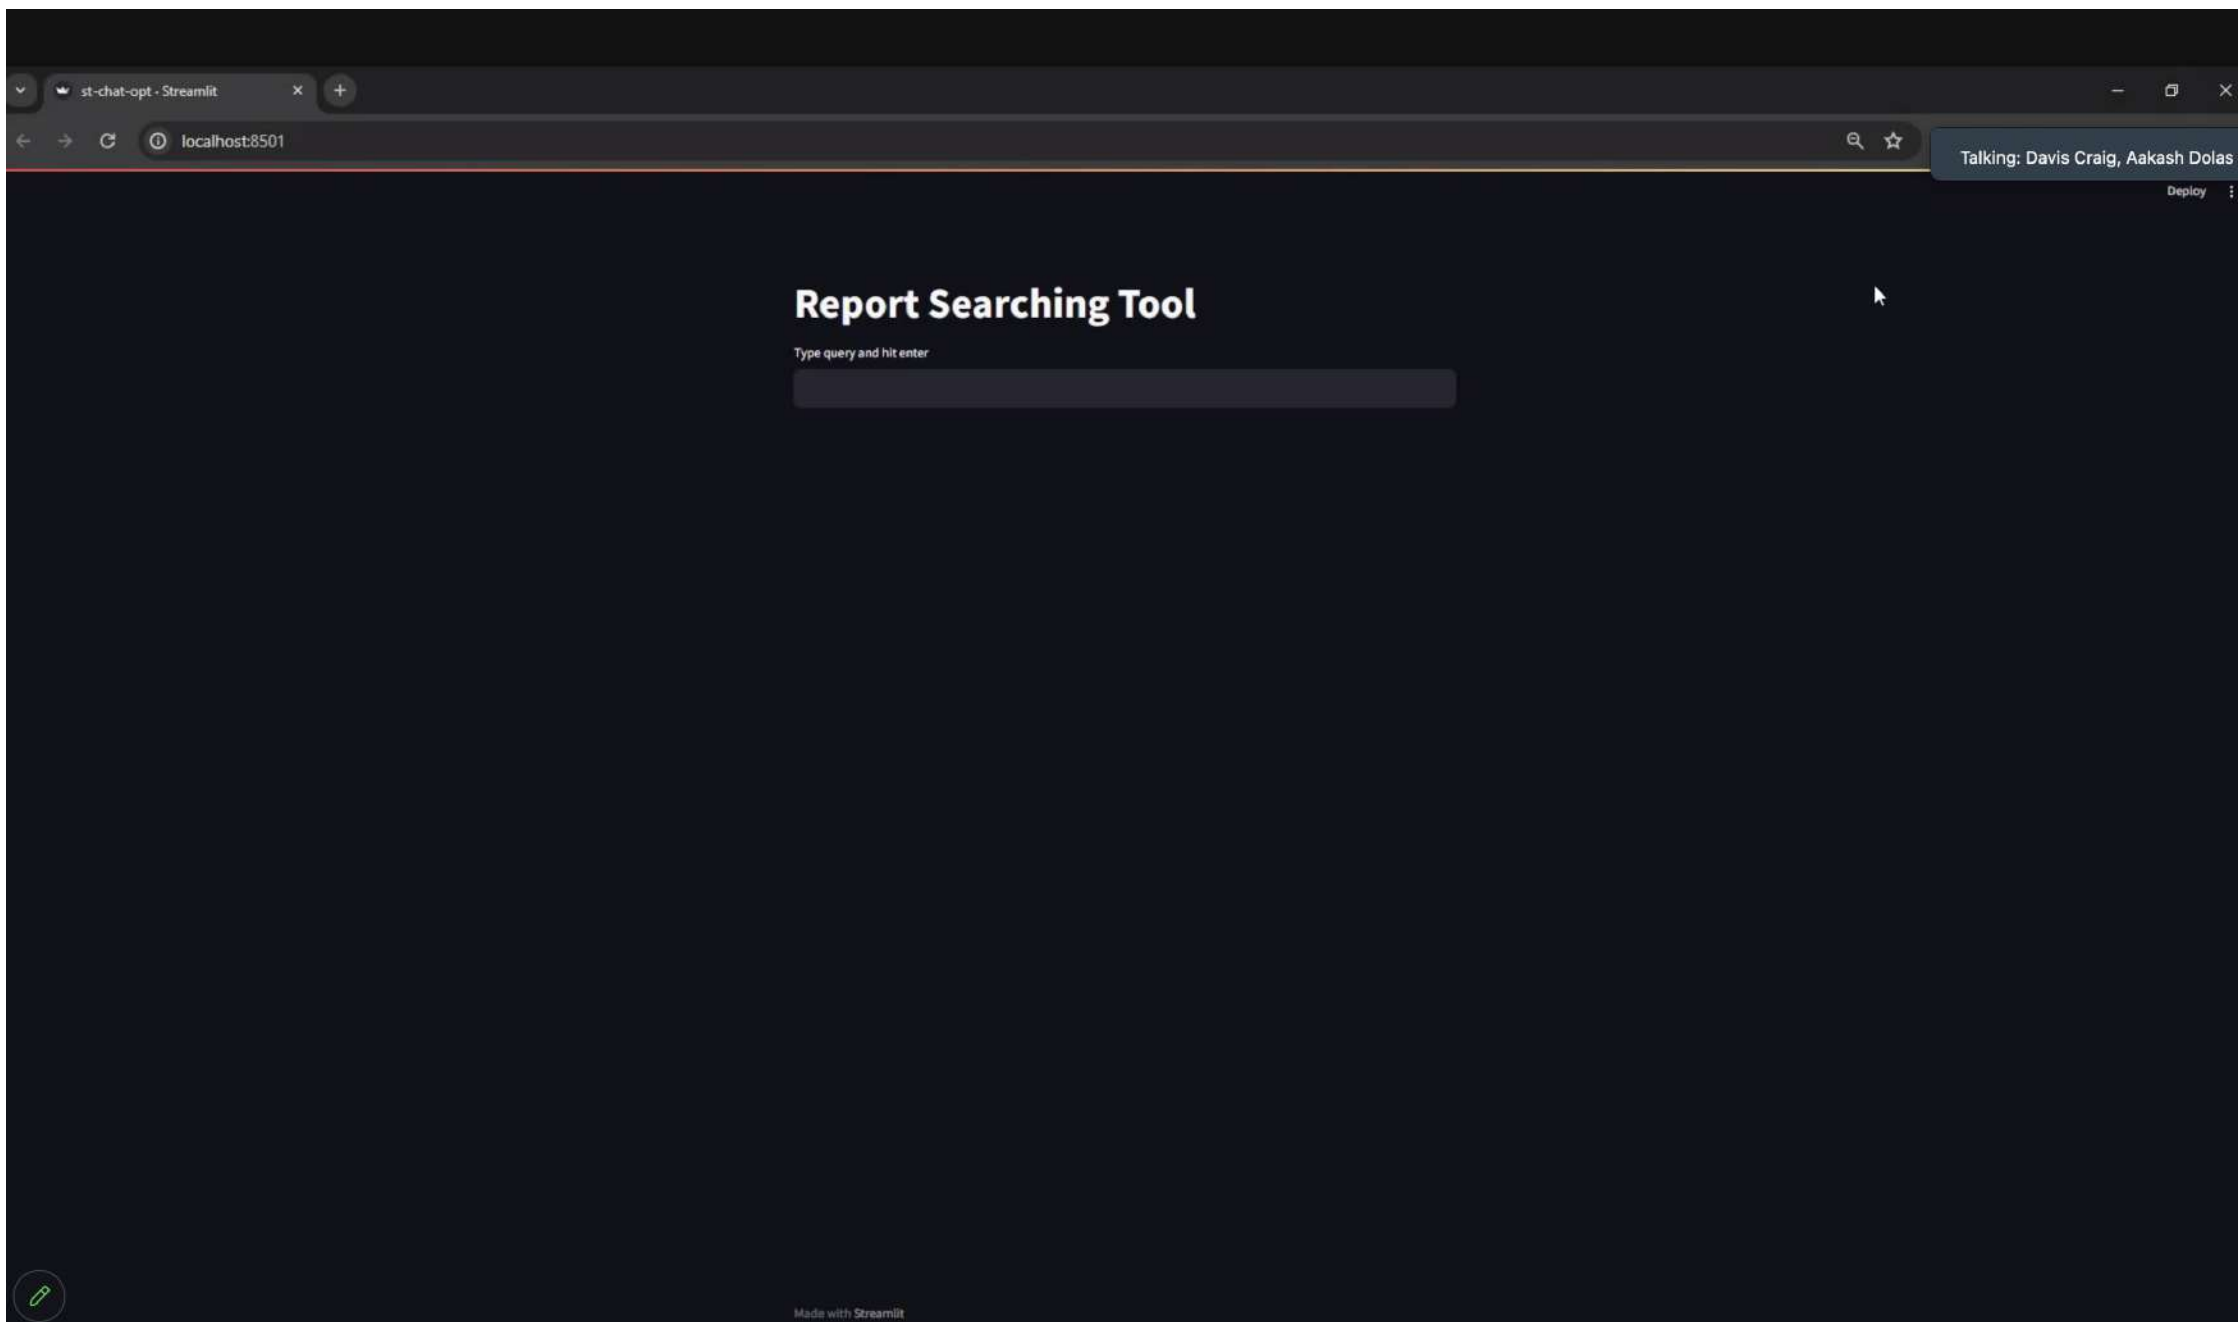 st-chat-opt · Streamlit
localhost:8501
Talking: Davis Craig, Aakash Dolas
Deploy
Report Searching Tool
Type query and hit enter
Made with Streamlit